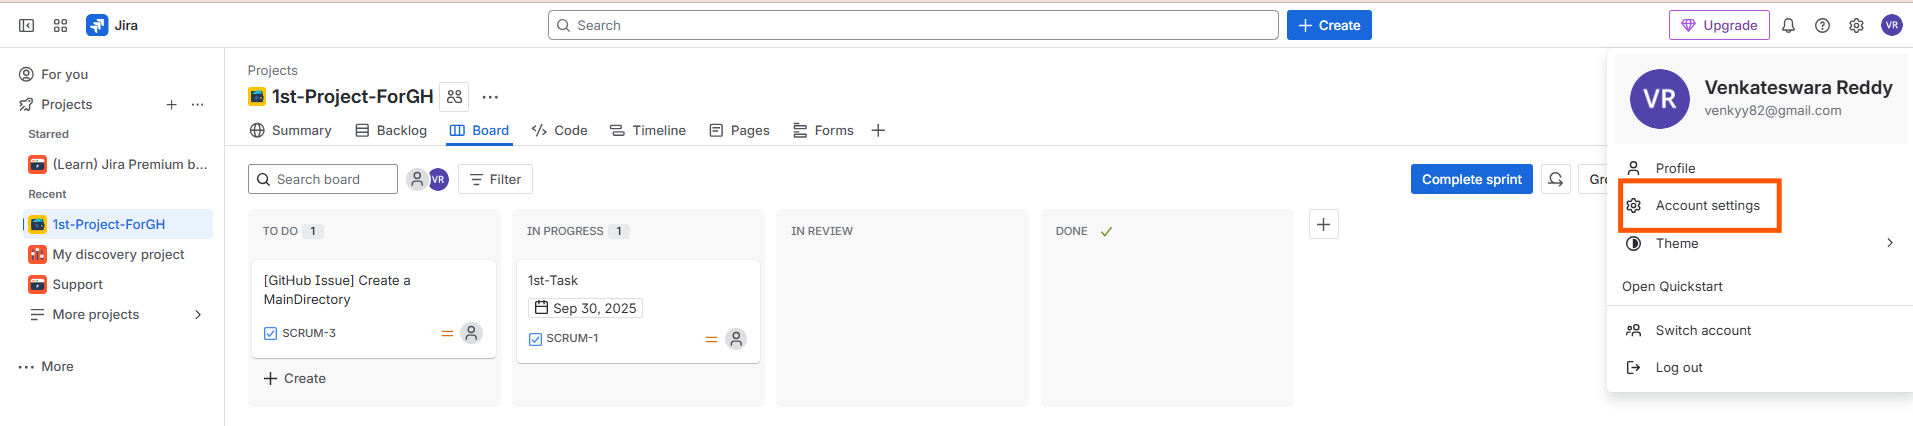 Jira
Search
Create
Upgrade
VR
For you
Projects
Starred
(Learn) Jira Premium b...
Recent
1st-Project-ForGH
My discovery project
Support
More projects
More
Projects
1st-Project-ForGH
Summary
Backlog
Board
Code
Timeline
Pages
Forms
Search board
VR
Filter
Complete sprint
TO DO 1
[GitHub Issue] Create a
MainDirectory
SCRUM-3
Create
IN PROGRESS 1
1st-Task
Sep 30, 2025
SCRUM-1
IN REVIEW
DONE
VR
Venkateswara Reddy
venkyy82@gmail.com
Profile
Account settings
Theme
Open Quickstart
Switch account
Log out